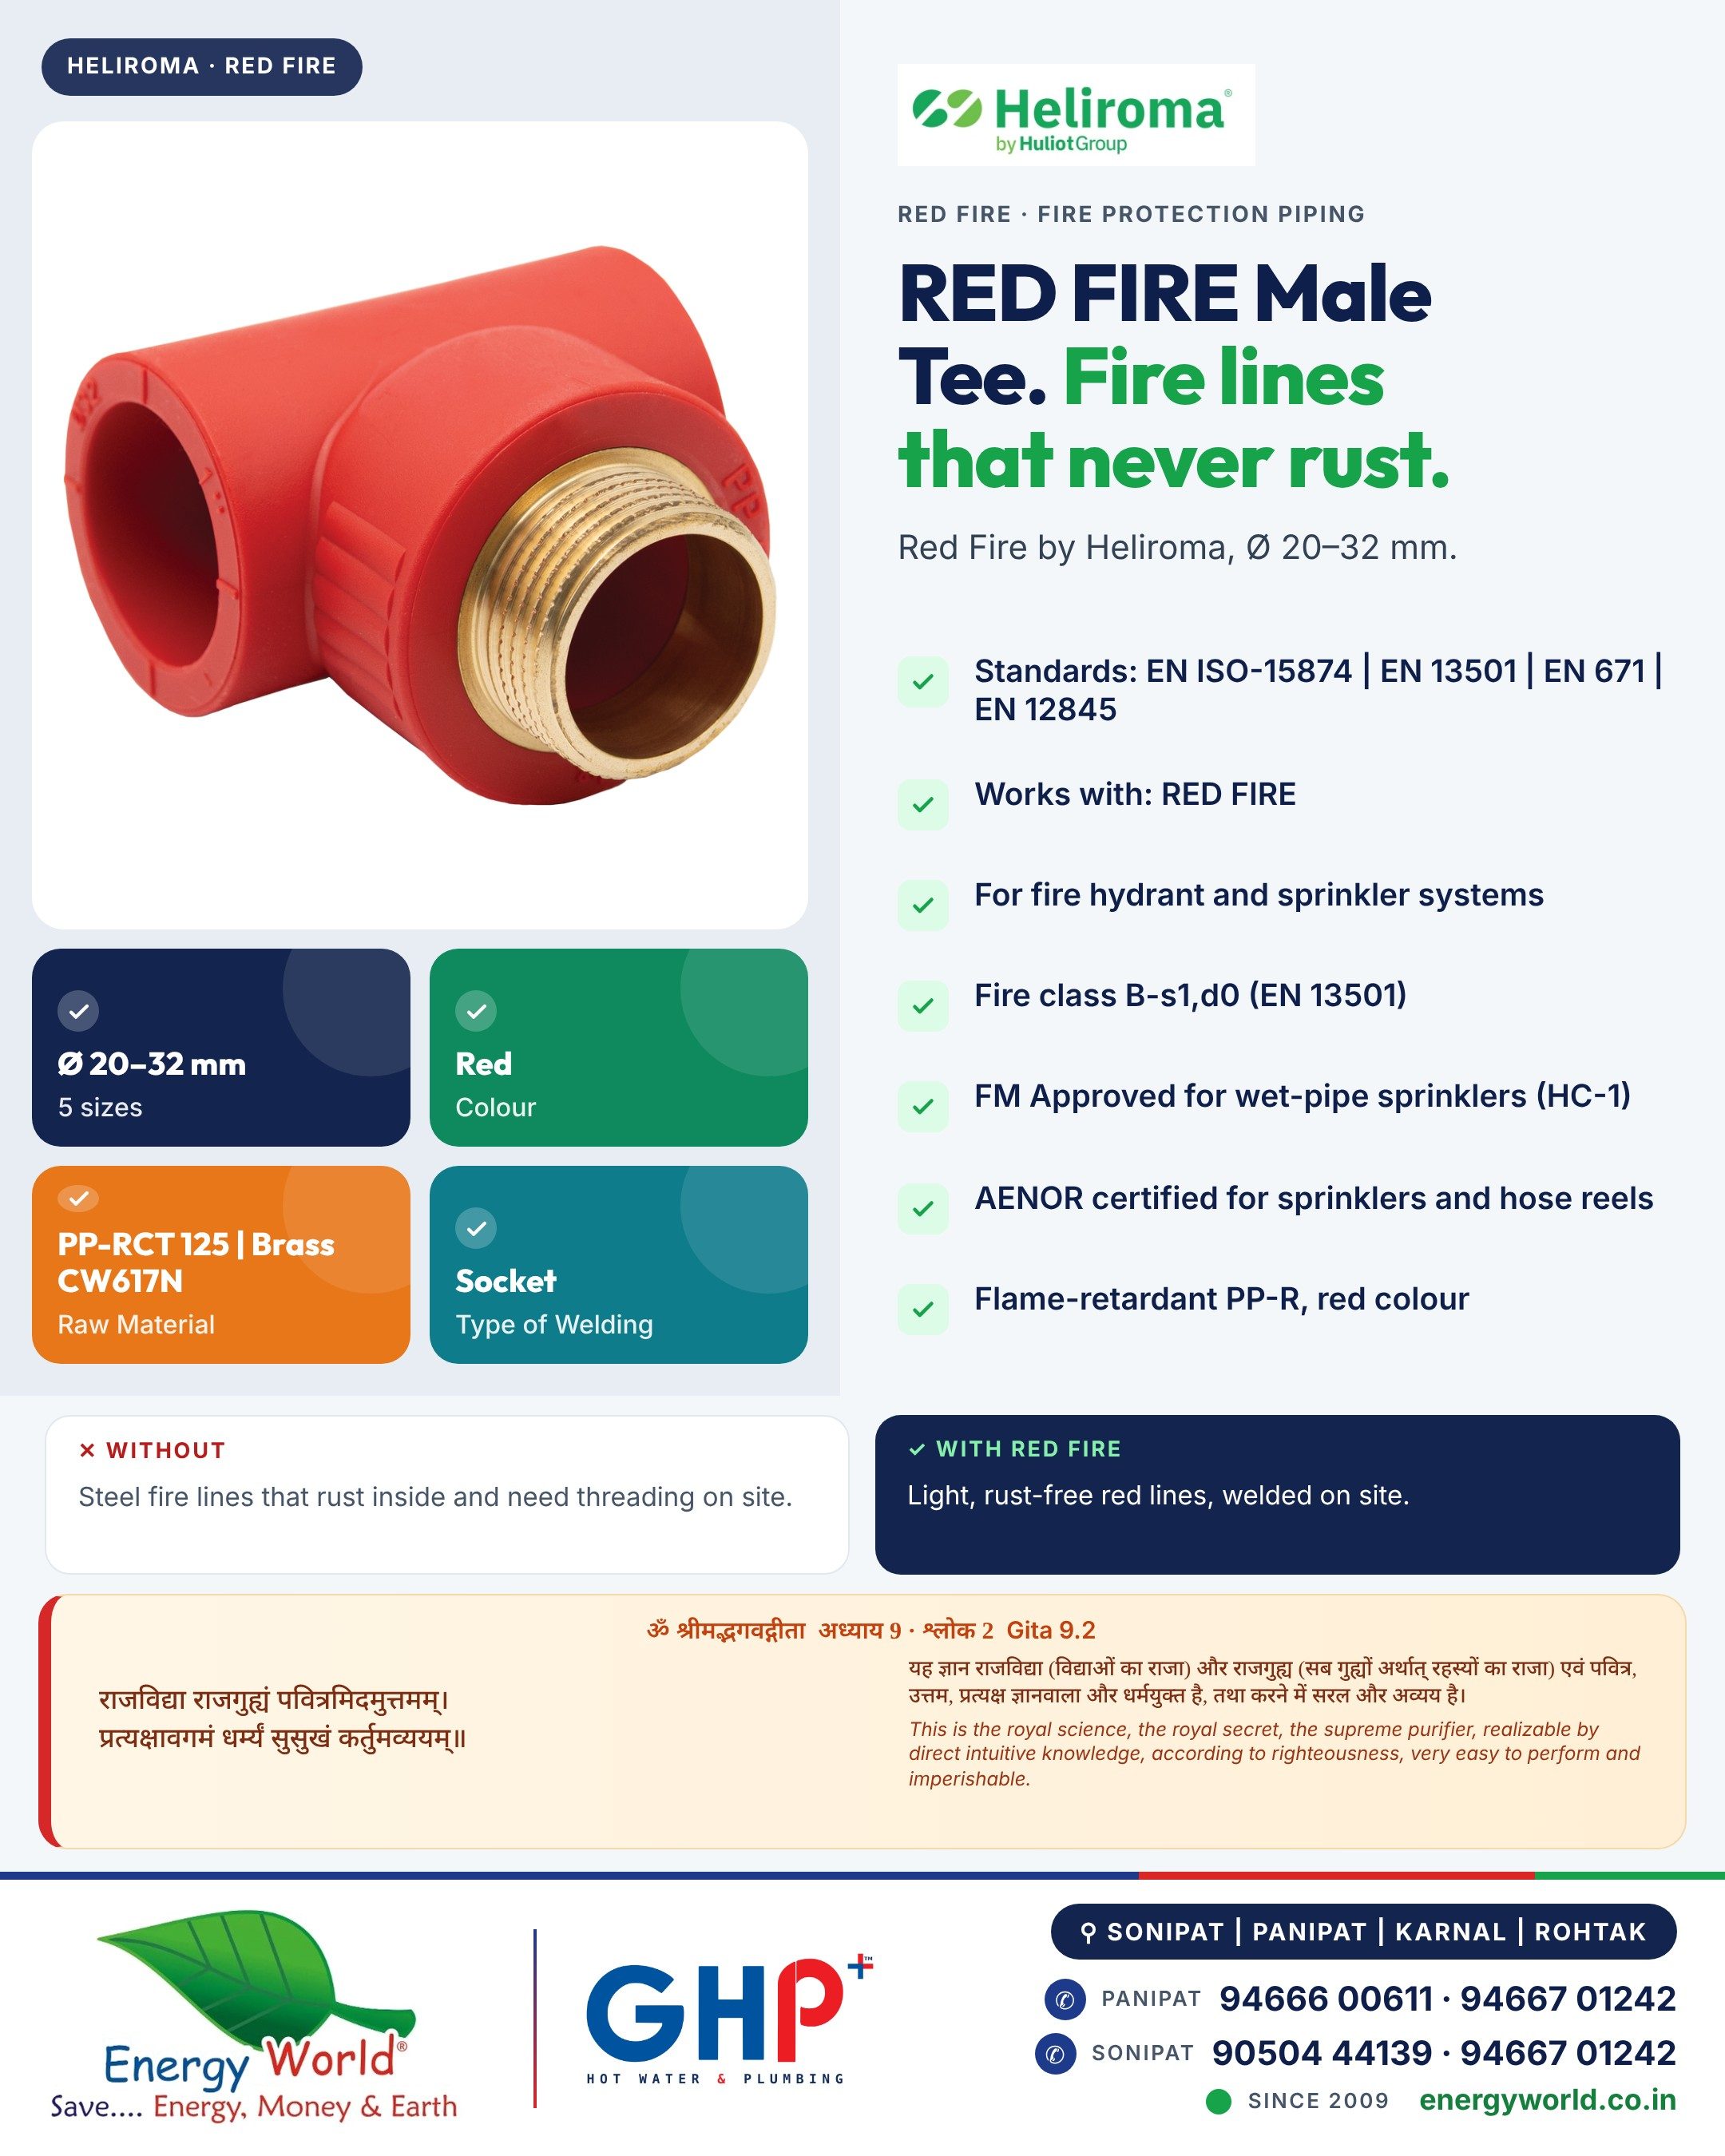 HELIROMA · RED FIRE
Heliroma®
by HuliotGroup
RED FIRE · FIRE PROTECTION PIPING
RED FIRE Male
Tee. Fire lines
that never rust.
Red Fire by Heliroma, Ø 20–32 mm.
Standards: EN ISO-15874 | EN 13501 | EN 671 |
EN 12845
Works with: RED FIRE
For fire hydrant and sprinkler systems
Fire class B-s1,d0 (EN 13501)
FM Approved for wet-pipe sprinklers (HC-1)
AENOR certified for sprinklers and hose reels
Flame-retardant PP-R, red colour
Ø 20–32 mm
5 sizes
Red
Colour
PP-RCT 125 | Brass
CW617N
Raw Material
Socket
Type of Welding
× WITHOUT
Steel fire lines that rust inside and need threading on site.
✓ WITH RED FIRE
Light, rust-free red lines, welded on site.
ॐ श्रीमद्भगवद्गीता अध्याय 9 · श्लोक 2 Gita 9.2
राजविद्या राजगुह्यं पवित्रमिदमुत्तमम्।
प्रत्यक्षावगमं धर्म्यं सुसुखं कर्तुमव्ययम्॥
यह ज्ञान राजविद्या (विद्याओं का राजा) और राजगुह्य (सब गुह्यों अर्थात् रहस्यों का राजा) एवं पवित्र,
उत्तम, प्रत्यक्ष ज्ञानवाला और धर्मयुक्त है, तथा करने में सरल और अव्यय है।
This is the royal science, the royal secret, the supreme purifier, realizable by
direct intuitive knowledge, according to righteousness, very easy to perform and
imperishable.
Energy World®
Save.... Energy, Money & Earth
GHP+™
HOT WATER & PLUMBING
SONIPAT | PANIPAT | KARNAL | ROHTAK
PANIPAT 94666 00611 · 94667 01242
SONIPAT 90504 44139 · 94667 01242
SINCE 2009 energyworld.co.in